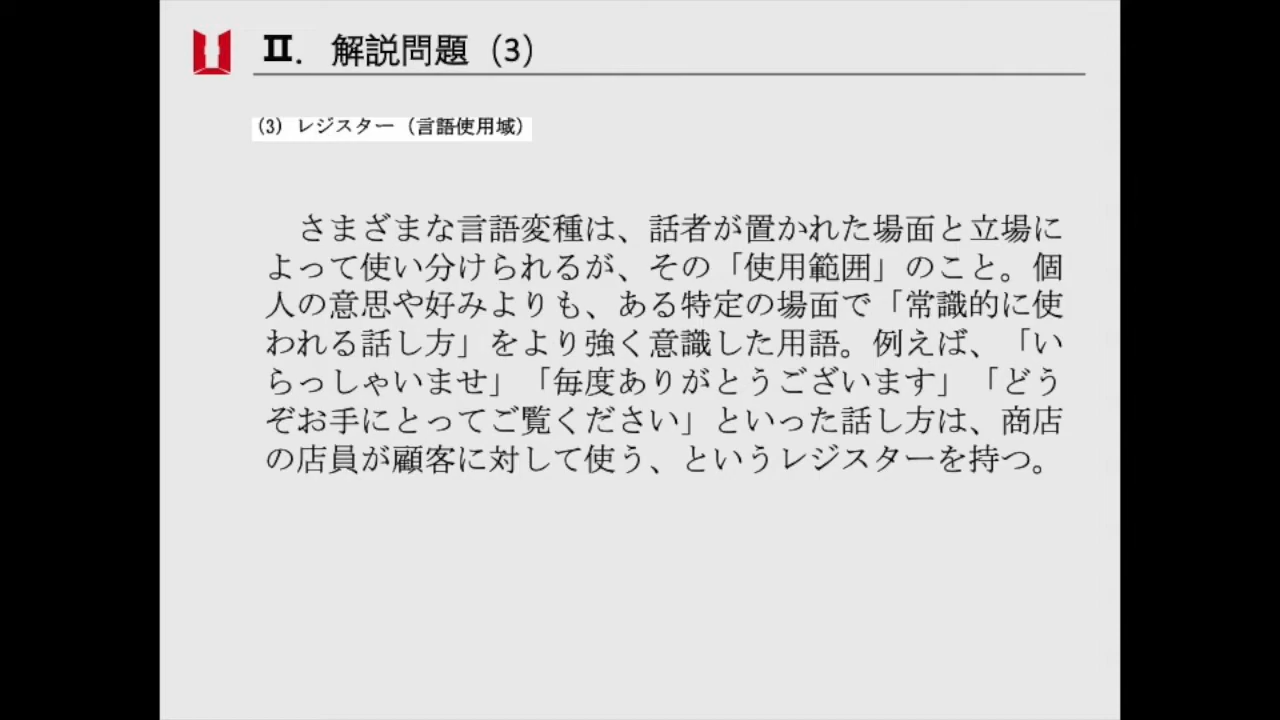 Ⅱ. 解説問題（3）
（3）レジスター（言語使用域）
さまざまな言語変種は、話者が置かれた場面と立場に
よって使い分けられるが、その「使用範囲」のこと。個
人の意思や好みよりも、ある特定の場面で「常識的に使
われる話し方」をより強く意識した用語。例えば、「い
らっしゃいませ」「毎度ありがとうございます」「どう
ぞお手にとってご覧ください」といった話し方は、商店
の店員が顧客に対して使う、というレジスターを持つ。